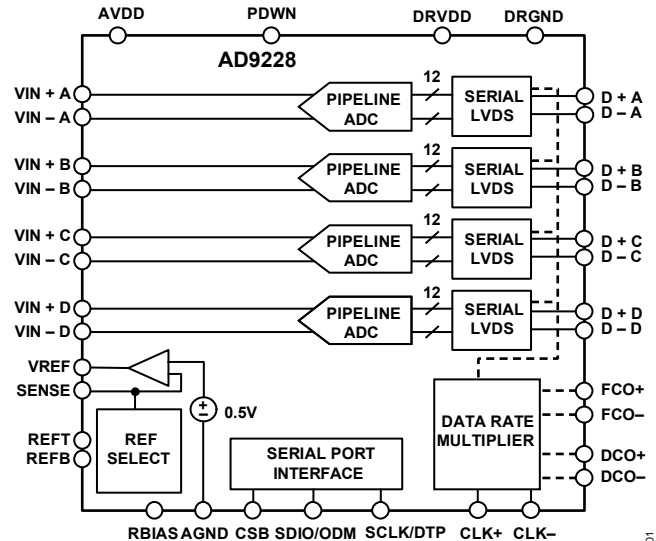 AVDD PDWN DRVDD DRGND
AD9228
12
VIN + A
VIN – A
PIPELINE
ADC
SERIAL
LVDS
D + A
D – A
12
VIN + B
VIN – B
PIPELINE
ADC
SERIAL
LVDS
D + B
D – B
12
VIN + C
VIN – C
PIPELINE
ADC
SERIAL
LVDS
D + C
D – C
12
VIN + D
VIN – D
PIPELINE
ADC
SERIAL
LVDS
D + D
D – D
VREF
SENSE
+
–
0.5V
REFT
REFB
REF
SELECT
SERIAL PORT
INTERFACE
DATA RATE
MULTIPLIER
FCO+
FCO–
DCO+
DCO–
RBIAS AGND CSB SDIO/ODM SCLK/DTP CLK+ CLK–